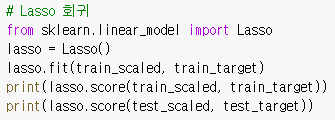 # Lasso 회귀
from sklearn.linear_model import Lasso
lasso = Lasso()
lasso.fit(train_scaled, train_target)
print(lasso.score(train_scaled, train_target))
print(lasso.score(test_scaled, test_target))